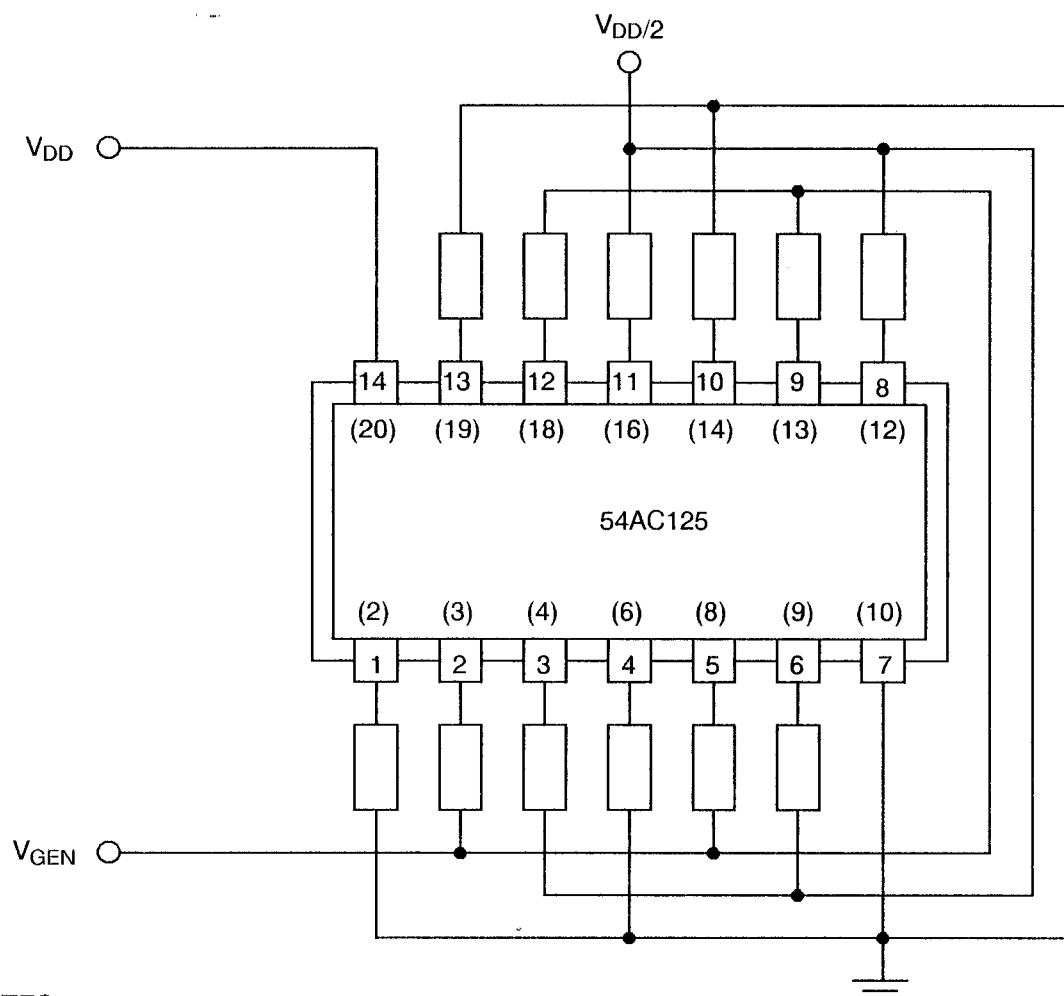 VDD/2
VDD
14 13 12 11 10 9 8
(20) (19) (18) (16) (14) (13) (12)
54AC125
(2) (3) (4) (6) (8) (9) (10)
1 2 3 4 5 6 7
VGEN